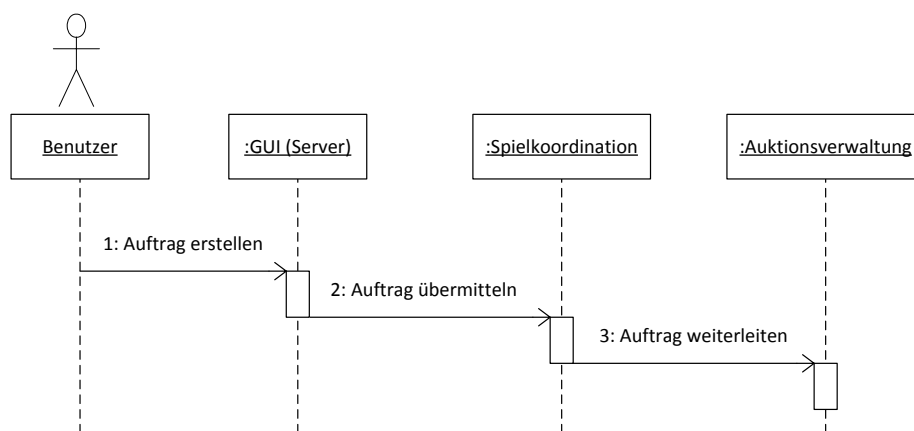 Benutzer
:GUI (Server)
:Spielkoordination
:Auktionsverwaltung
1: Auftrag erstellen
2: Auftrag übermitteln
3: Auftrag weiterleiten